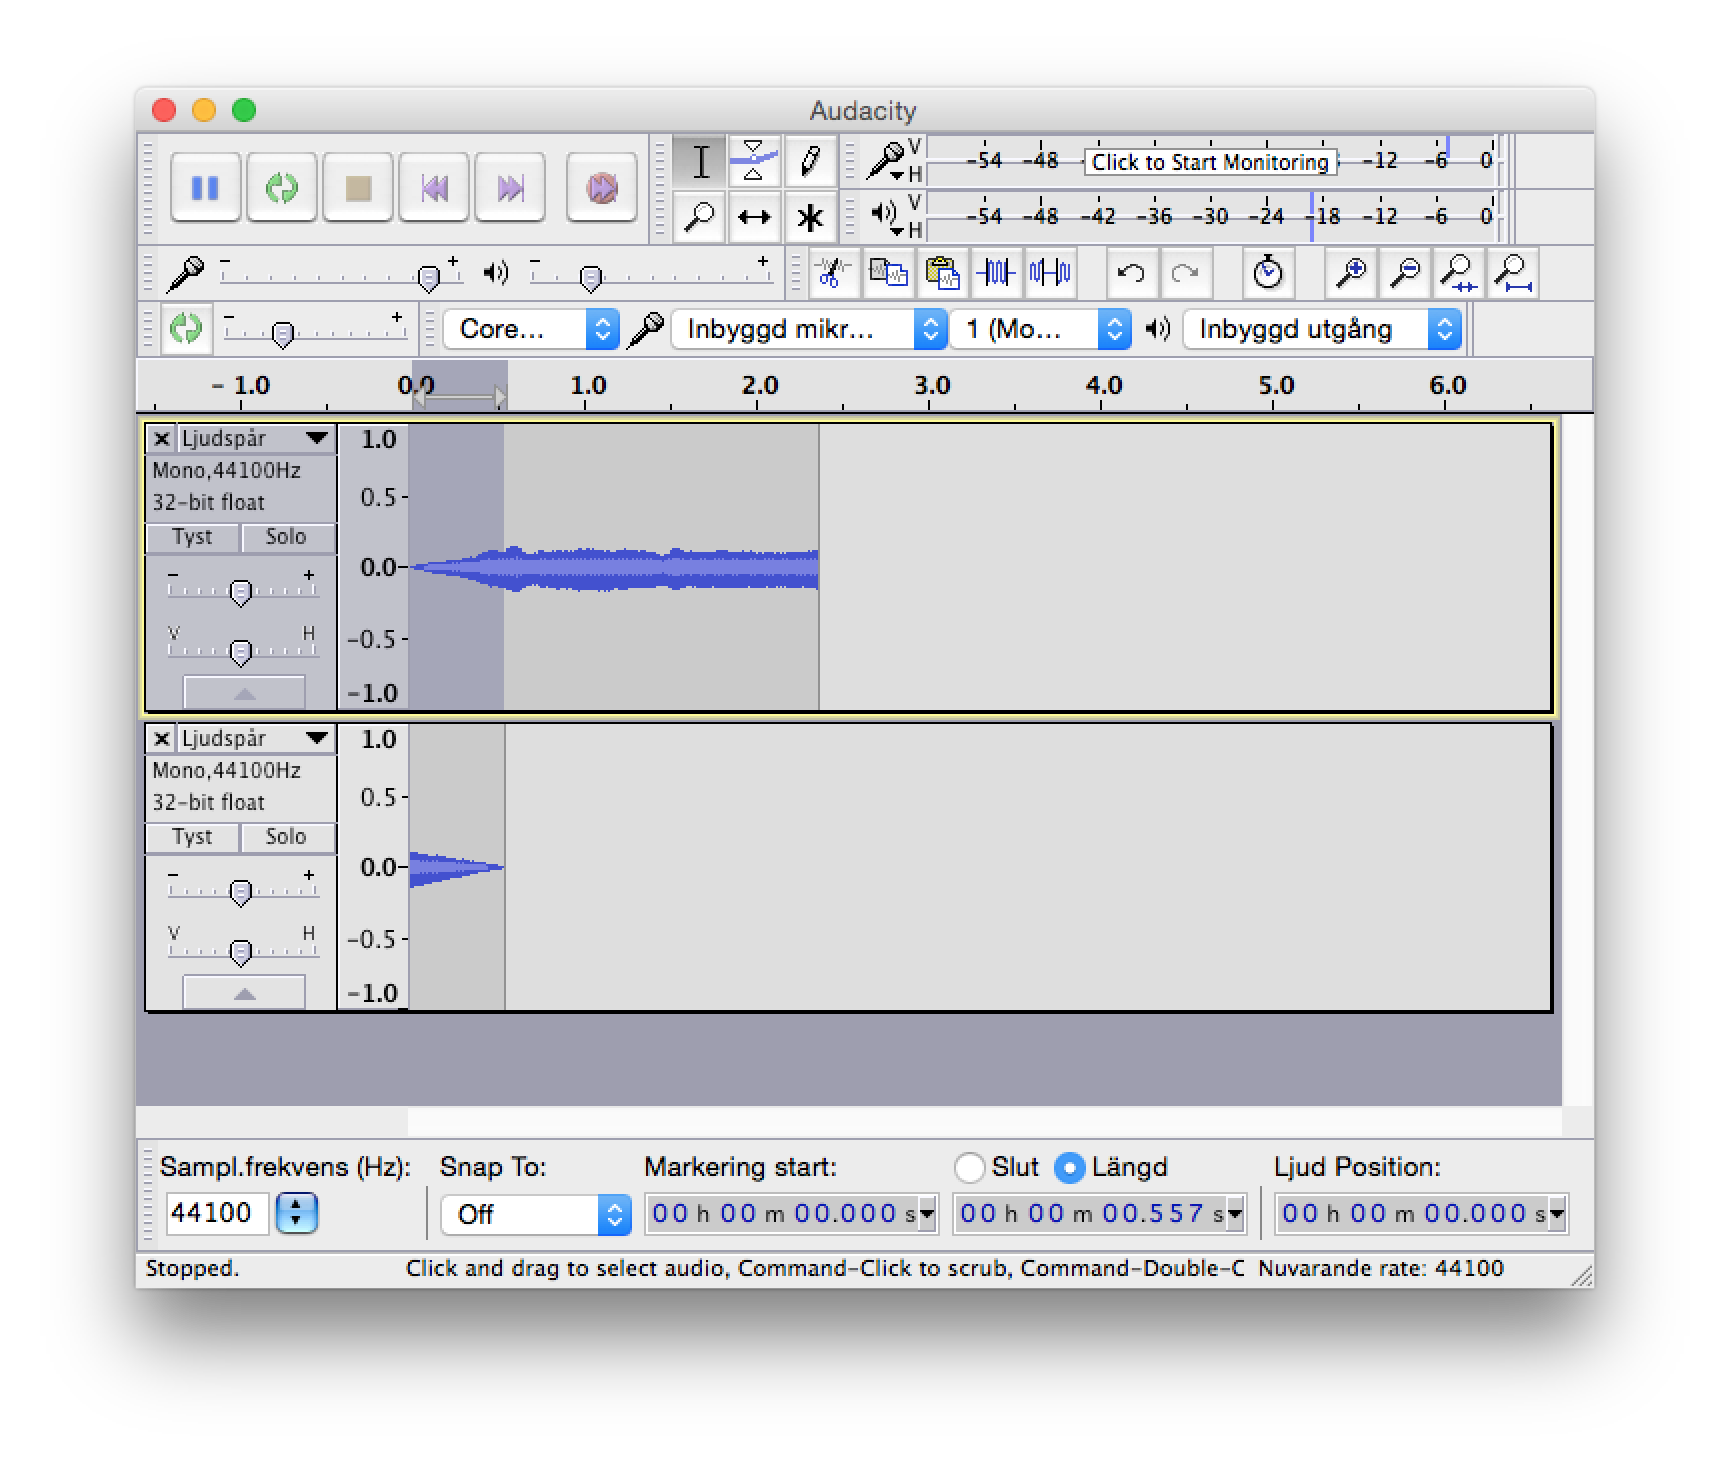 Audacity
V
H
-54 -48 Click to Start Monitoring -12 -6 0
V
H
-54 -48 -42 -36 -30 -24 -18 -12 -6 0
- + - +
- +
Core... Inbyggd mikr... 1 (Mo... Inbyggd utgång
- 1.0 0.0 1.0 2.0 3.0 4.0 5.0 6.0
Ljudspår
Mono,44100Hz
32-bit float
Tyst Solo
- +
V H
1.0
0.5
0.0
-0.5
-1.0
Ljudspår
Mono,44100Hz
32-bit float
Tyst Solo
- +
V H
1.0
0.5
0.0
-0.5
-1.0
Sampl.frekvens (Hz): Snap To: Markering start: Slut Längd Ljud Position:
44100 Off 00 h 00 m 00.000 s 00 h 00 m 00.557 s 00 h 00 m 00.000 s
Stopped. Click and drag to select audio, Command-Click to scrub, Command-Double-C Nuvarande rate: 44100